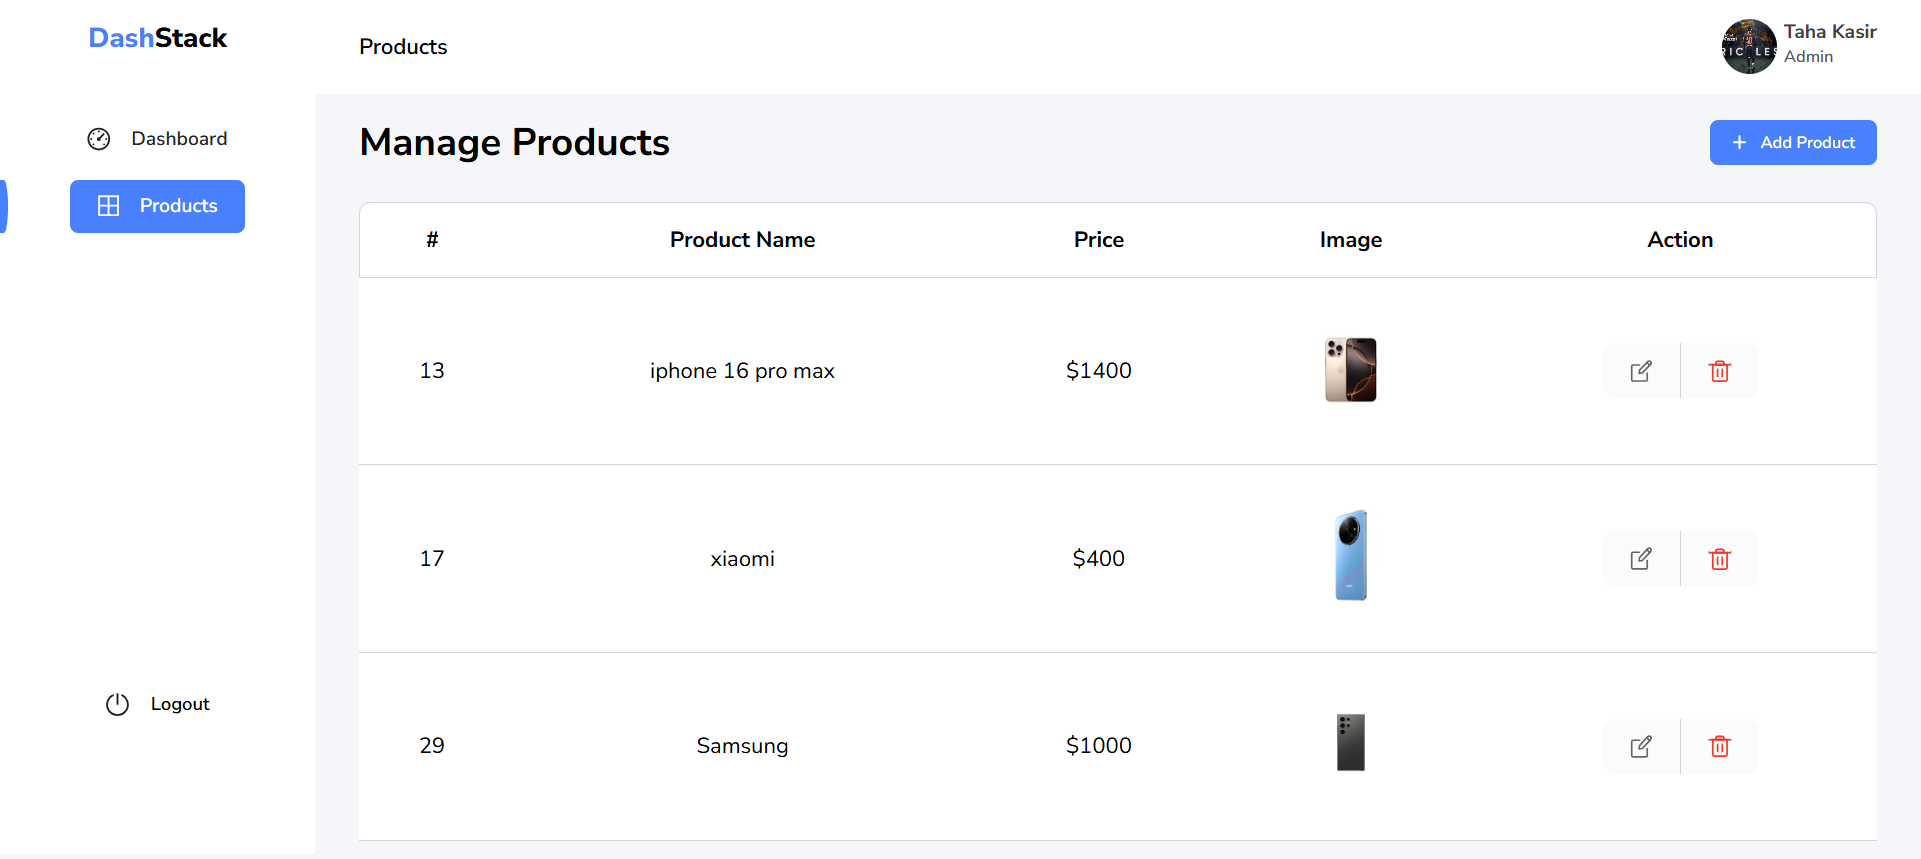 DashStack
Products
Taha Kasir
Admin
Dashboard
Products
Logout
Manage Products
+ Add Product
# Product Name Price Image Action
13 iphone 16 pro max $1400
17 xiaomi $400
29 Samsung $1000